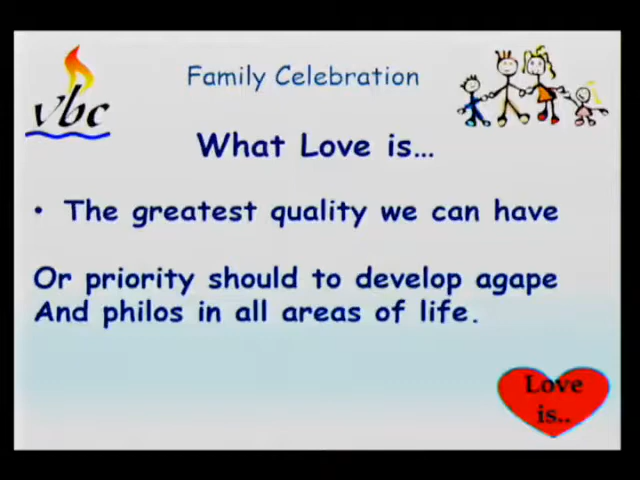 vbc
Family Celebration
What Love is...
• The greatest quality we can have
Or priority should to develop agape
And philos in all areas of life.
Love
is..